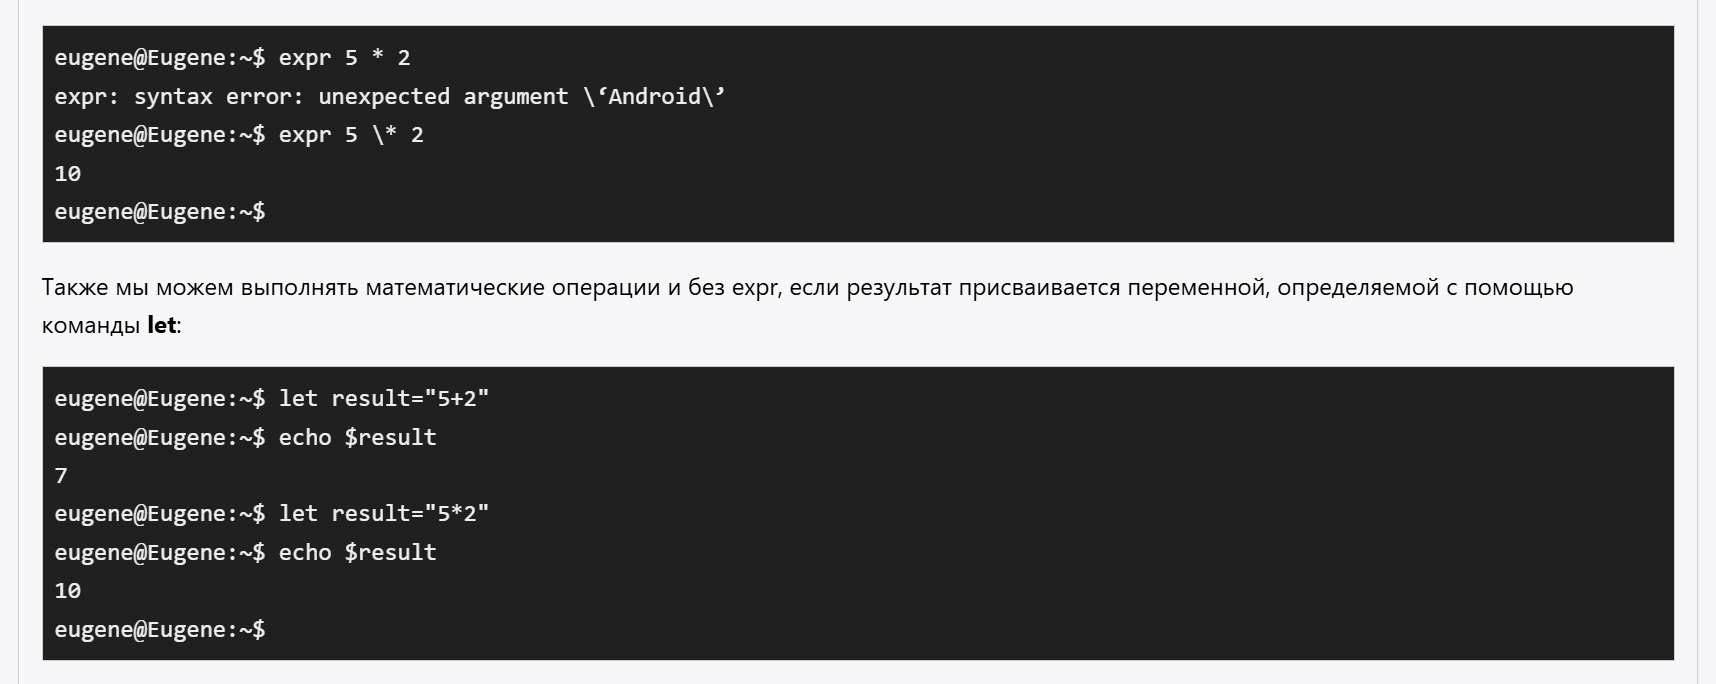 eugene@Eugene:~$ expr 5 * 2
expr: syntax error: unexpected argument \‘Android\’
eugene@Eugene:~$ expr 5 \* 2
10
eugene@Eugene:~$
Также мы можем выполнять математические операции и без expr, если результат присваивается переменной, определяемой с помощью
команды let:
eugene@Eugene:~$ let result="5+2"
eugene@Eugene:~$ echo $result
7
eugene@Eugene:~$ let result="5*2"
eugene@Eugene:~$ echo $result
10
eugene@Eugene:~$